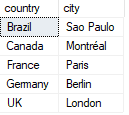 country city
Brazil Sao Paulo
Canada Montréal
France Paris
Germany Berlin
UK London